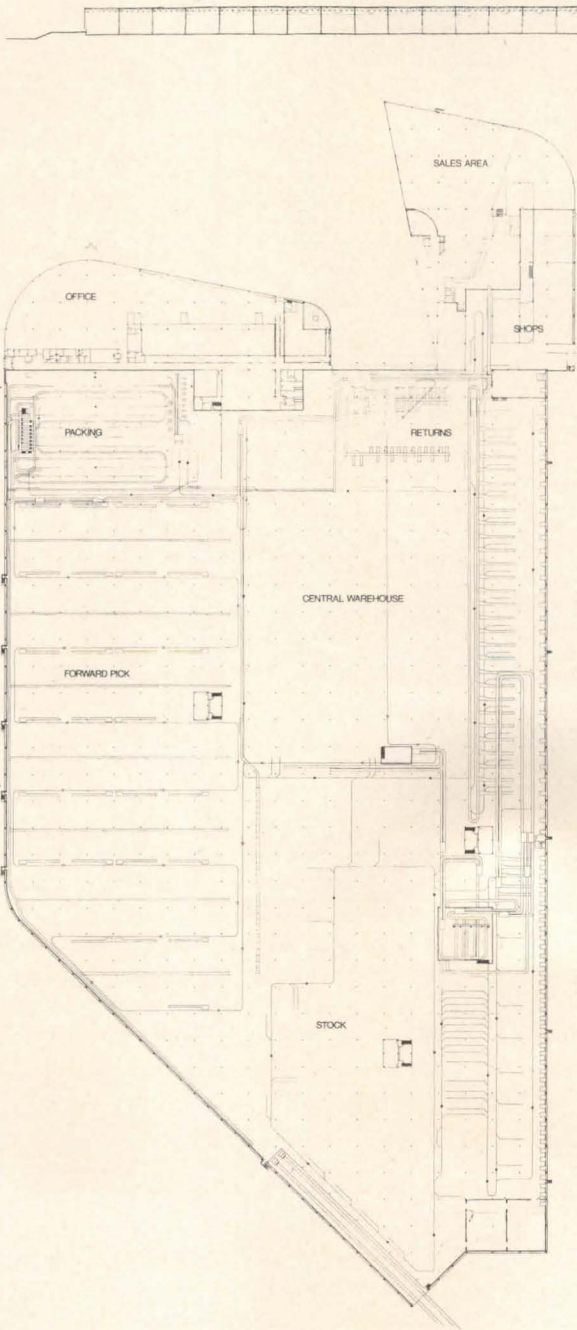 SALES AREA
OFFICE
SHOPS
PACKING
RETURNS
CENTRAL WAREHOUSE
FORWARD PICK
STOCK